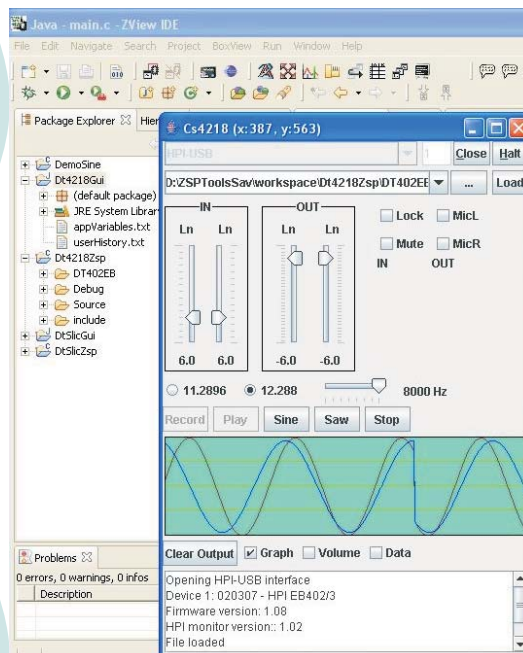 Java - main.c - ZView IDE
File Edit Navigate Search Project BoxView Run Window Help
Package Explorer
Hier
DemoSine
Dt4218Gui
(default package)
JRE System Librar
appVariables.txt
userHistory.txt
Dt4218Zsp
DT402EB
Debug
Source
include
DtSlicGui
DtSlicZsp
Problems
0 errors, 0 warnings, 0 infos
Description
Cs4218 (x:387, y:563)
HPI-USB 1 Close Halt
D:\ZSPToolsSav\workspace\Dt4218Zsp\DT402EE ... Load
IN OUT
Ln Ln Ln Ln
Lock MicL
Mute MicR
IN OUT
6.0 6.0 -6.0 -6.0
11.2896 12.288 8000 Hz
Record Play Sine Saw Stop
Clear Output Graph Volume Data
Opening HPI-USB interface
Device 1: 020307 - HPI EB402/3
Firmware version: 1.08
HPI monitor version:: 1.02
File loaded